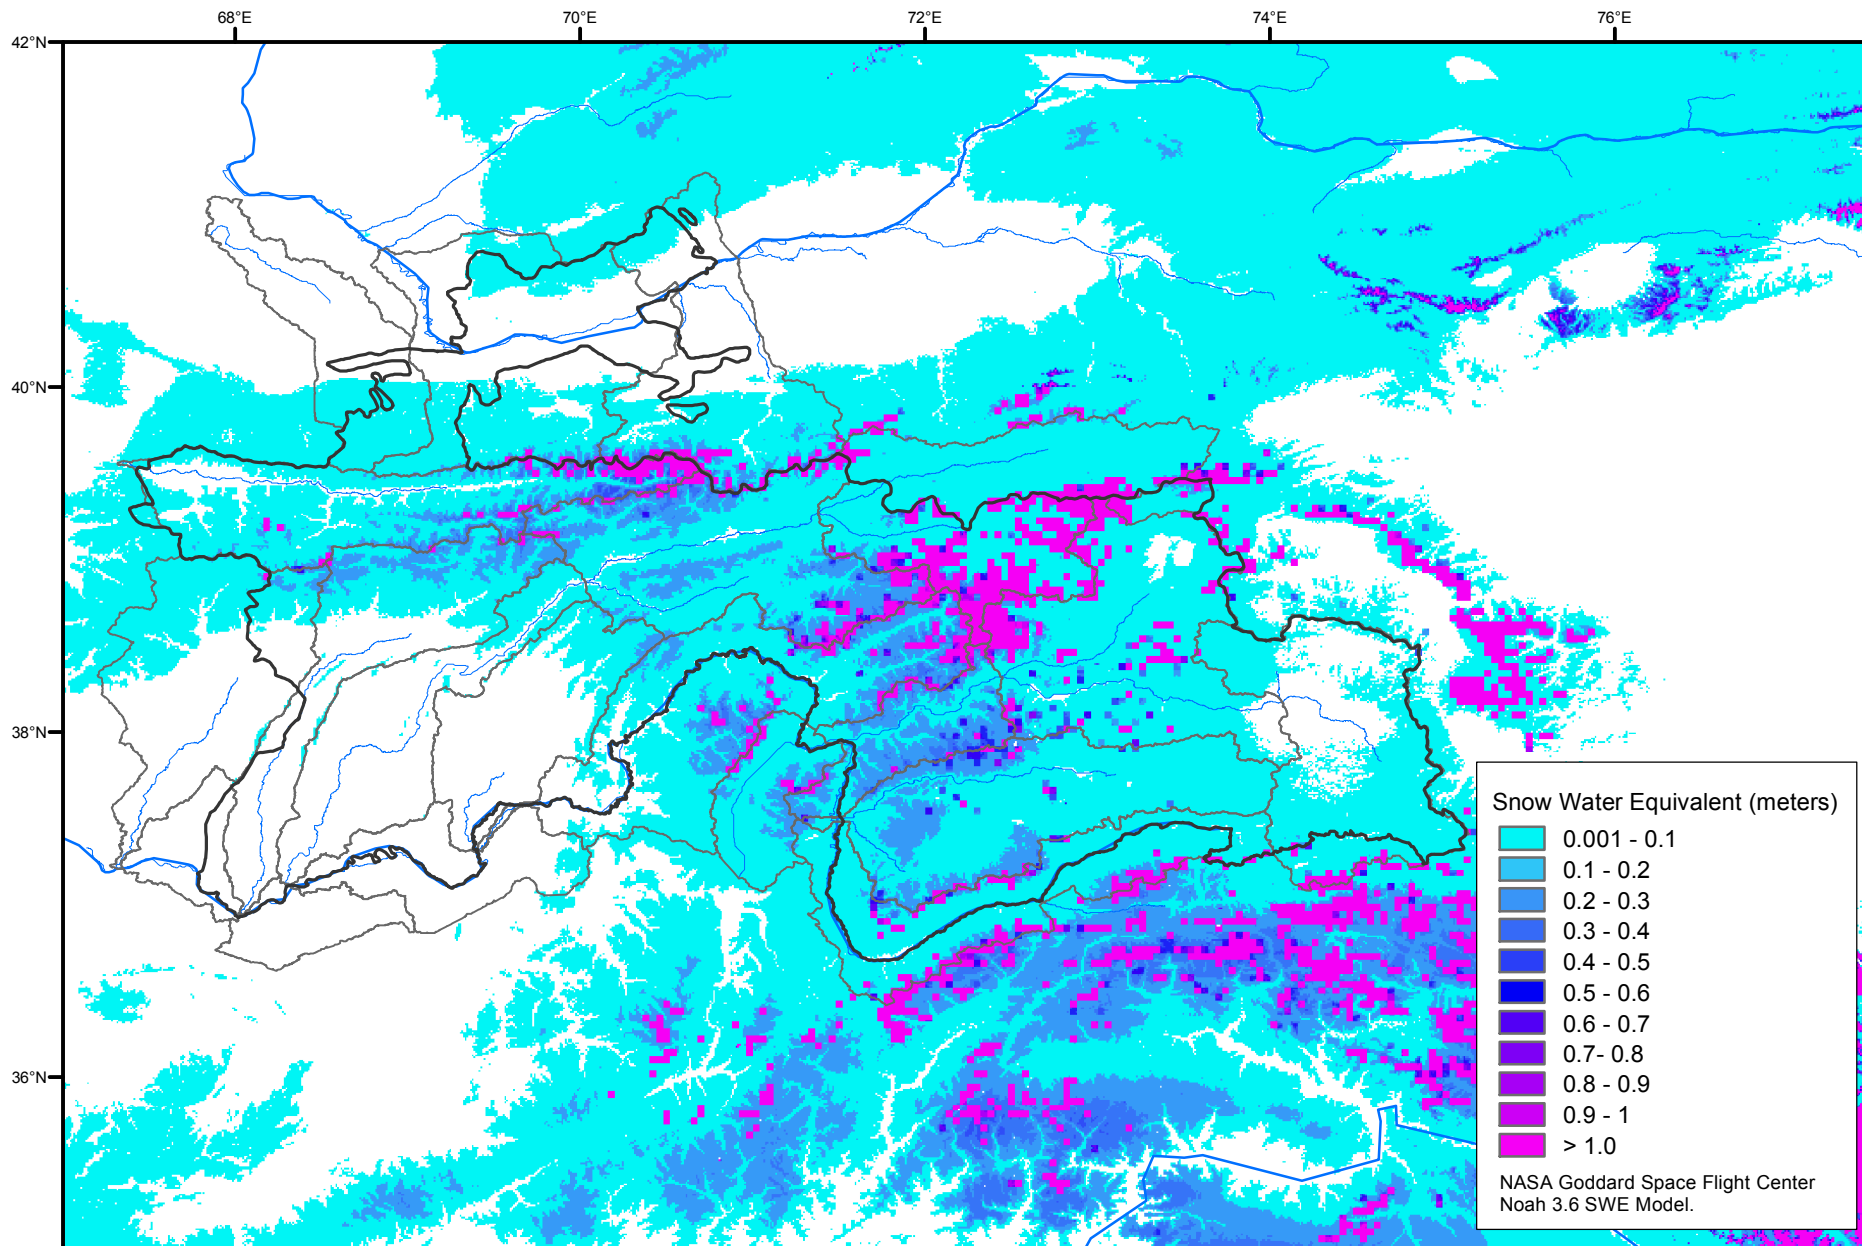 68°E 70°E 72°E 74°E 76°E
42°N
40°N
38°N
36°N
Snow Water Equivalent (meters)
0.001 - 0.1
0.1 - 0.2
0.2 - 0.3
0.3 - 0.4
0.4 - 0.5
0.5 - 0.6
0.6 - 0.7
0.7- 0.8
0.8 - 0.9
0.9 - 1
> 1.0
NASA Goddard Space Flight Center
Noah 3.6 SWE Model.